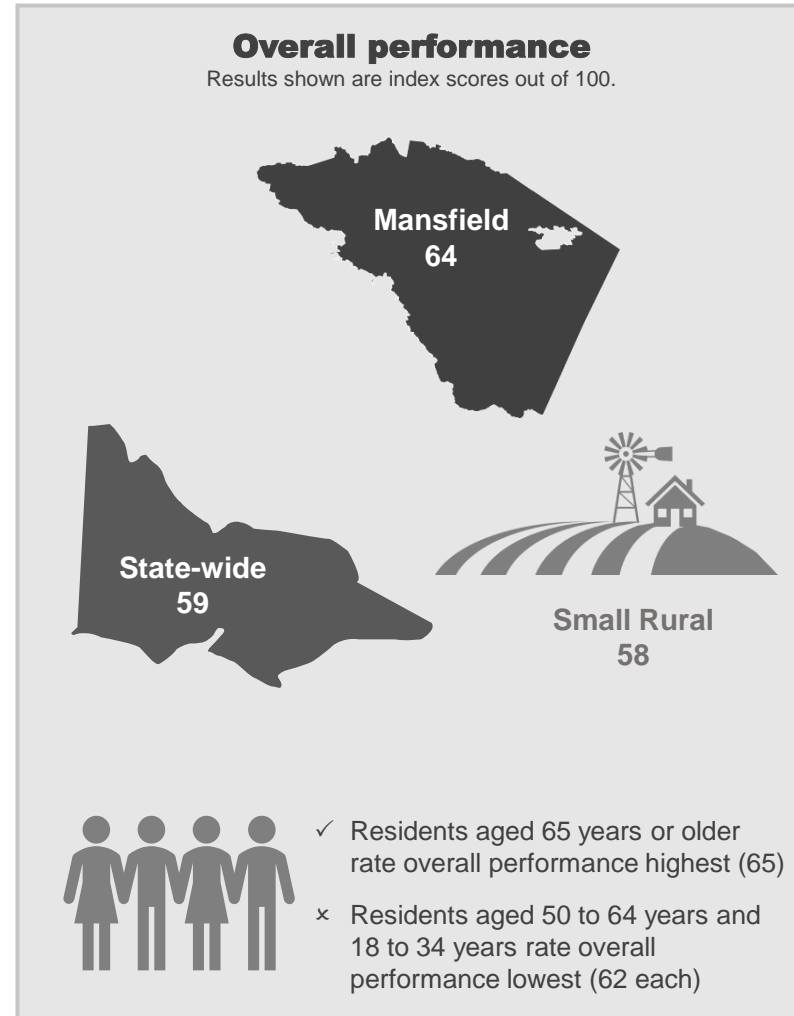 Overall performance
Results shown are index scores out of 100.
Mansfield
64
State-wide
59
Small Rural
58
✓ Residents aged 65 years or older
rate overall performance highest (65)
× Residents aged 50 to 64 years and
18 to 34 years rate overall
performance lowest (62 each)